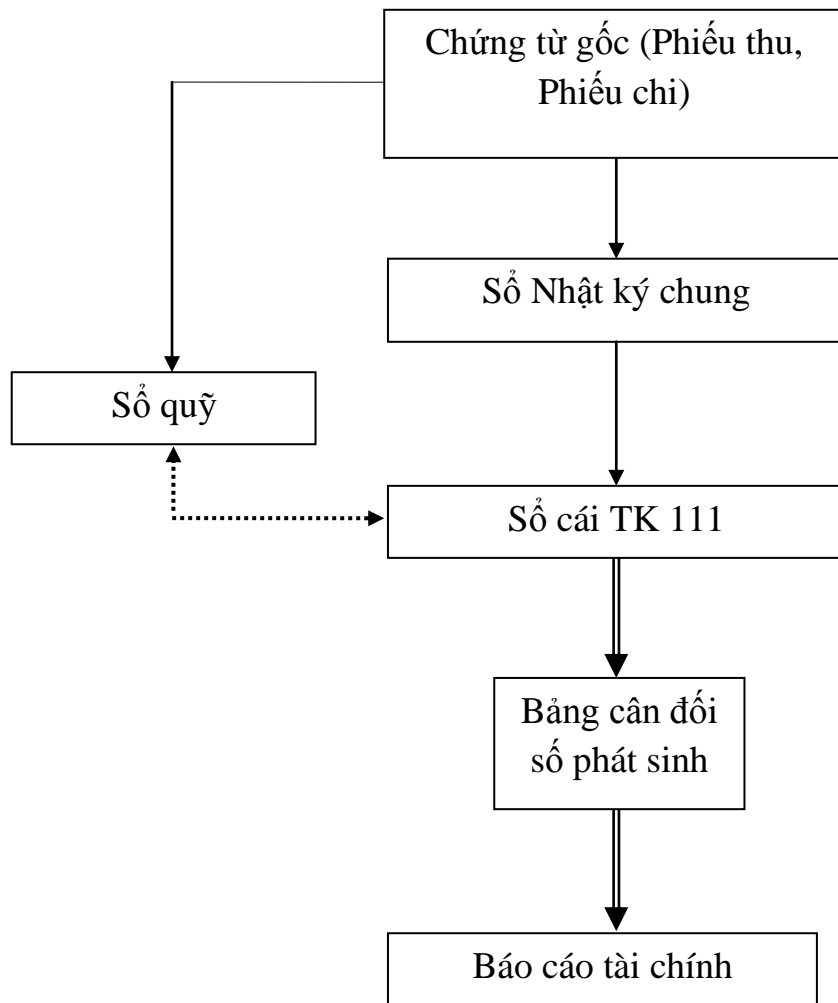 Chứng từ gốc (Phiếu thu,
Phiếu chi)
Sổ Nhật ký chung
Sổ quỹ
Sổ cái TK 111
Bảng cân đối
số phát sinh
Báo cáo tài chính